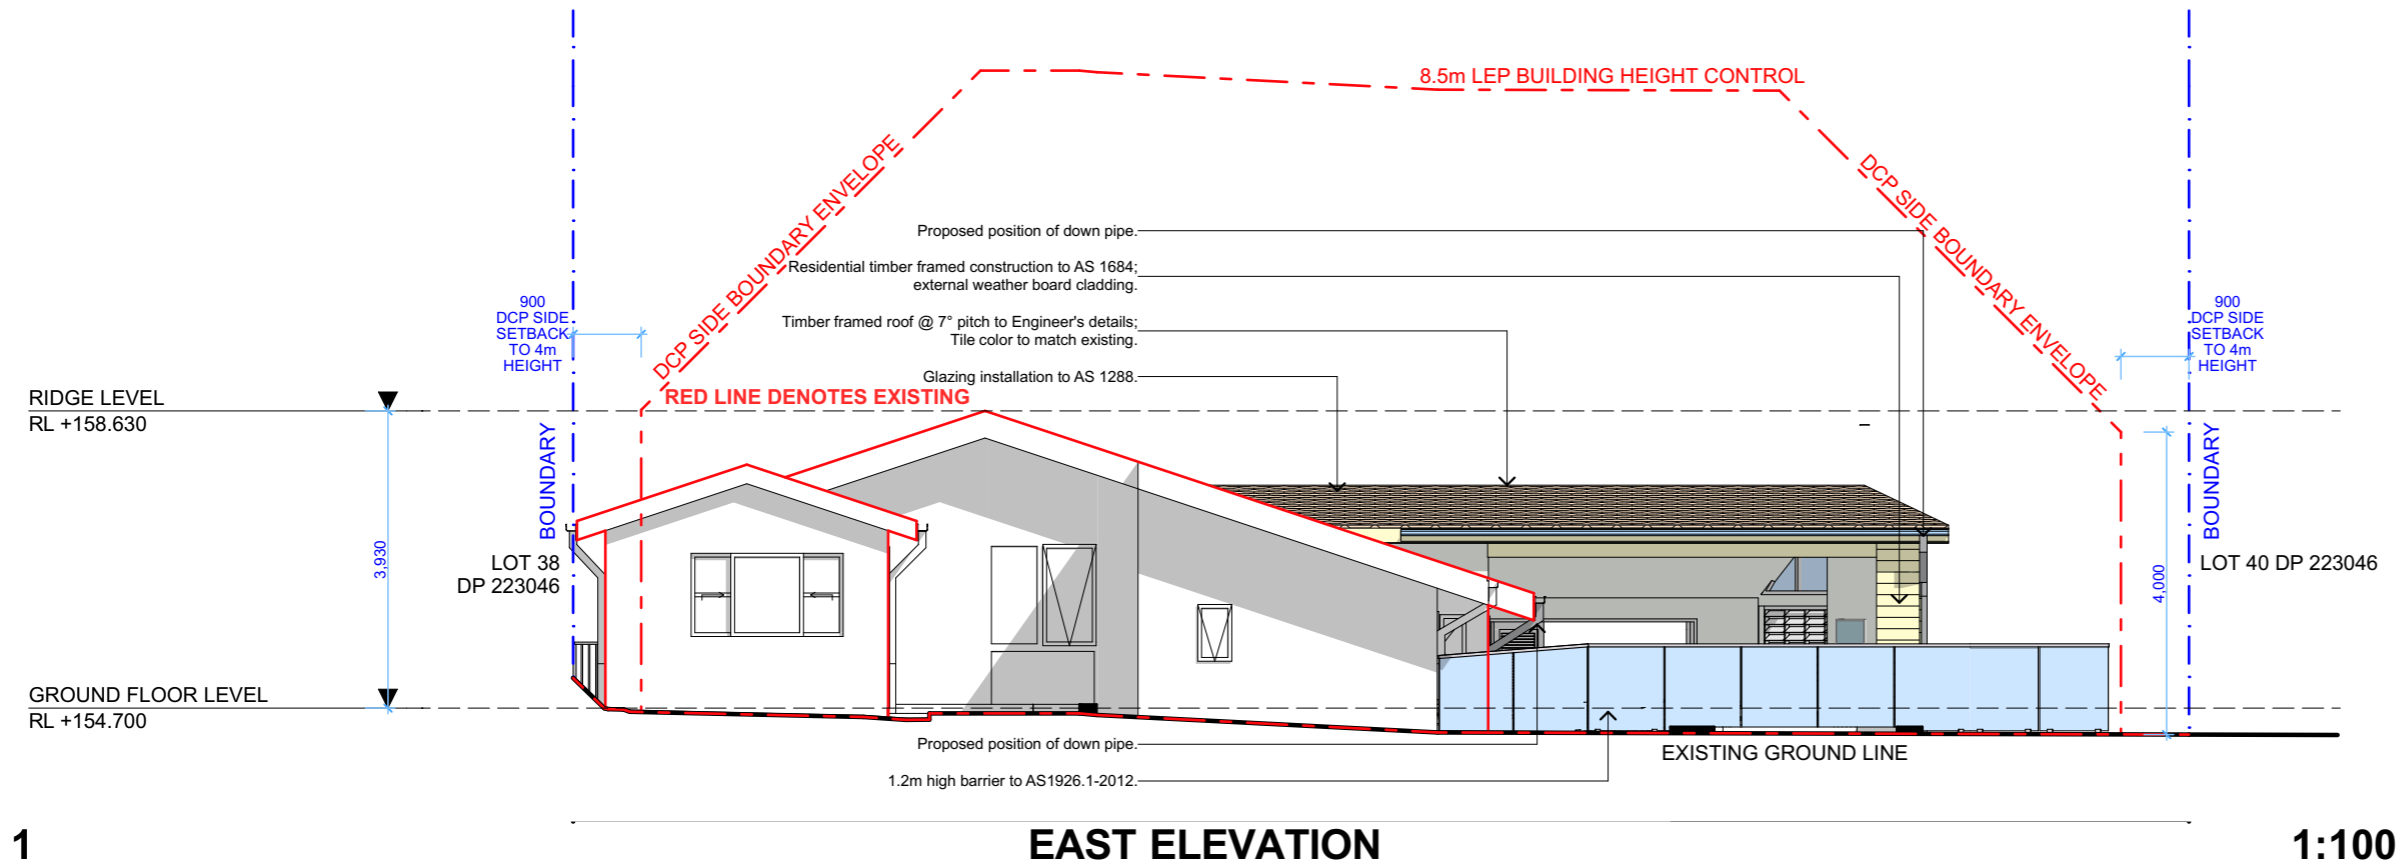 8.5m LEP BUILDING HEIGHT CONTROL
DCP SIDE BOUNDARY ENVELOPE
DCP SIDE BOUNDARY ENVELOPE
Proposed position of down pipe.
Residential timber framed construction to AS 1684;
external weather board cladding.
Timber framed roof @ 7° pitch to Engineer's details;
Tile color to match existing.
Glazing installation to AS 1288.
900
DCP SIDE
SETBACK
TO 4m
HEIGHT
900
DCP SIDE
SETBACK
TO 4m
HEIGHT
RED LINE DENOTES EXISTING
RIDGE LEVEL
RL +158.630
BOUNDARY
BOUNDARY
3,930
LOT 38
DP 223046
LOT 40 DP 223046
4,000
GROUND FLOOR LEVEL
RL +154.700
Proposed position of down pipe.
EXISTING GROUND LINE
1.2m high barrier to AS1926.1-2012.
1
EAST ELEVATION
1:100